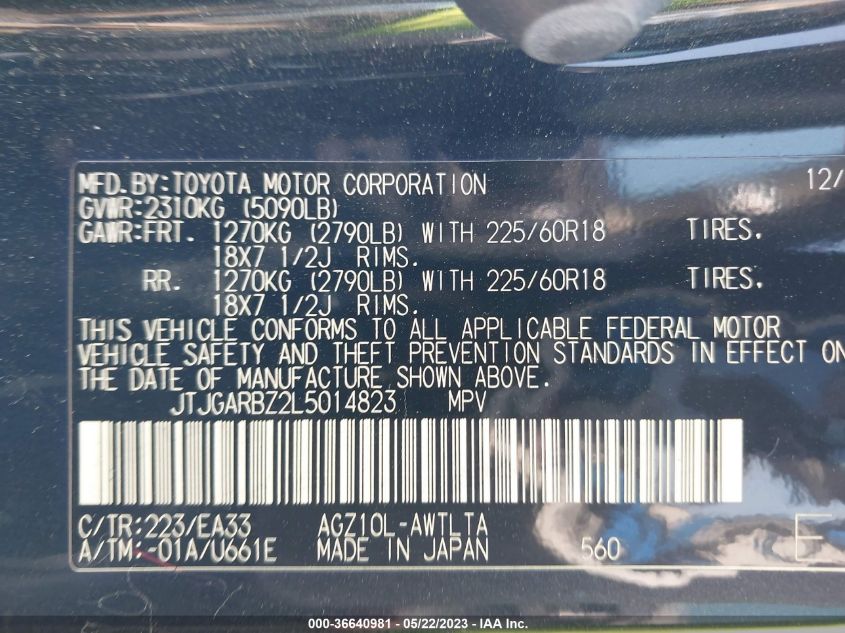 MFD.BY:TOYOTA MOTOR CORPORATION 12/
GVWR:2310KG (5090LB)
GAWR:FRT. 1270KG (2790LB) WITH 225/60R18 TIRES.
18X7 1/2J RIMS.
RR. 1270KG (2790LB) WITH 225/60R18 TIRES.
18X7 1/2J RIMS.
THIS VEHICLE CONFORMS TO ALL APPLICABLE FEDERAL MOTOR
VEHICLE SAFETY AND THEFT PREVENTION STANDARDS IN EFFECT ON
THE DATE OF MANUFACTURE SHOWN ABOVE.
JTJGARBZ2L5014823 MPV
C/TR:223/EA33 AGZ10L-AWTLTA
A/TM:-01A/U661E MADE IN JAPAN 560 E
000-36640981 - 05/22/2023 - IAA Inc.